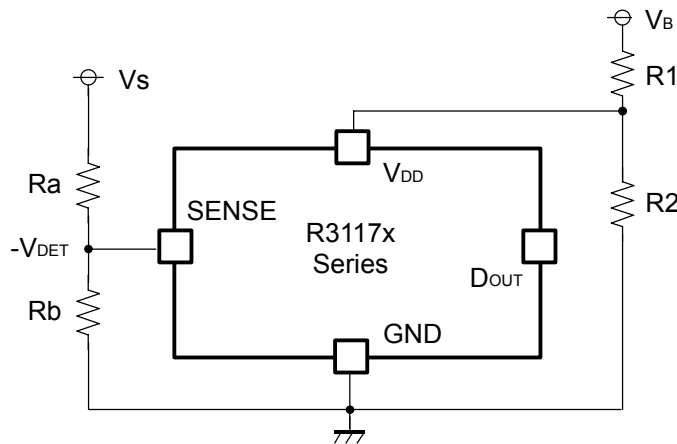 VB
Vs
R1
VDD
Ra
SENSE
R2
R3117x
Series
-VDET
DOUT
Rb
GND